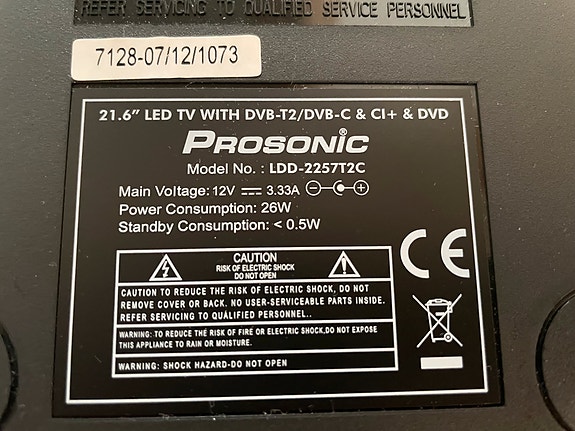 REFER SERVICING TO QUALIFIED SERVICE PERSONNEL
7128-07/12/1073
21.6” LED TV WITH DVB-T2/DVB-C & CI+ & DVD
PROSONIC®
Model No. : LDD-2257T2C
Main Voltage: 12V ⎓ 3.33A
Power Consumption: 26W
Standby Consumption: < 0.5W
CE
CAUTION
RISK OF ELECTRIC SHOCK
DO NOT OPEN
CAUTION TO REDUCE THE RISK OF ELECTRIC SHOCK, DO NOT
REMOVE COVER OR BACK. NO USER-SERVICEABLE PARTS INSIDE.
REFER SERVICING TO QUALIFIED PERSONNEL..
WARNING: TO REDUCE THE RISK OF FIRE OR ELECTRIC SHOCK,DO NOT EXPOSE
THIS APPLIANCE TO RAIN OR MOISTURE.
WARNING: SHOCK HAZARD-DO NOT OPEN